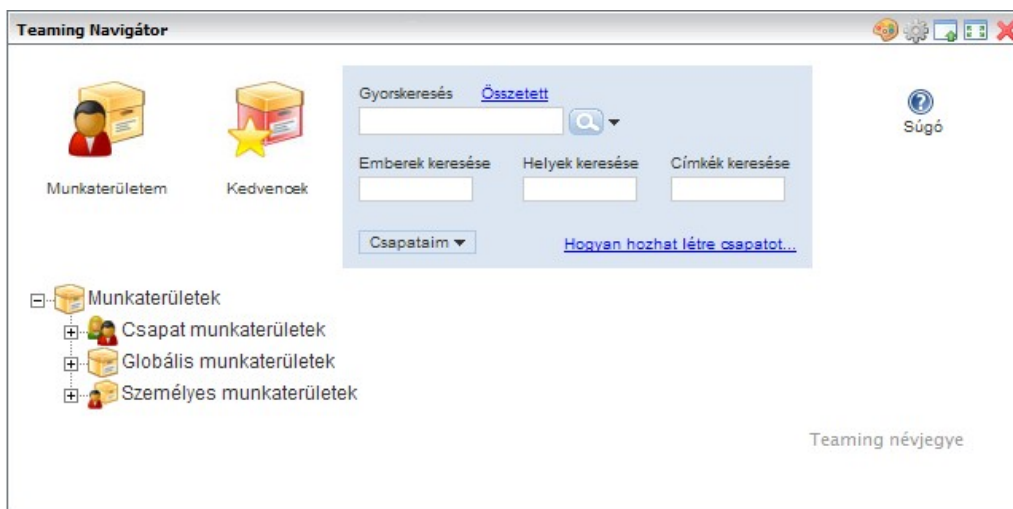 Teaming Navigátor
Munkaterületem
Kedvencek
Gyorskeresés Összetett
Emberek keresése Helyek keresése Címkék keresése
Csapataim Hogyan hozhat létre csapatot...
Súgó
Munkaterületek
Csapat munkaterületek
Globális munkaterületek
Személyes munkaterületek
Teaming névjegye